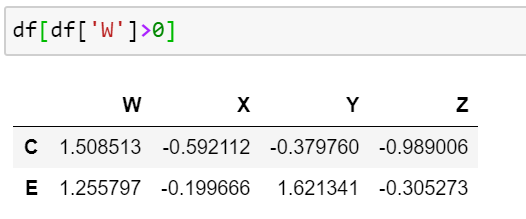 df[df['W']>0]
W X Y Z
C 1.508513 -0.592112 -0.379760 -0.989006
E 1.255797 -0.199666 1.621341 -0.305273